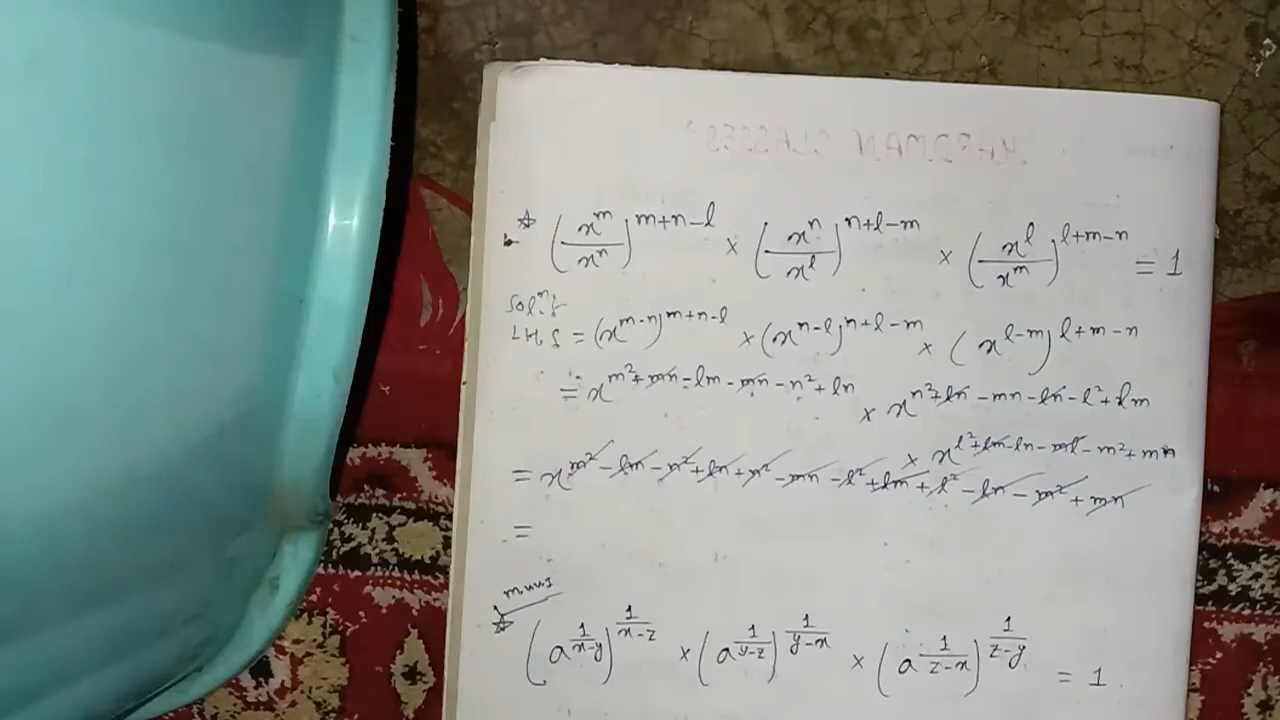 ☆ (x^m/x^n)^{m+n-l} × (x^n/x^l)^{n+l-m} × (x^l/x^m)^{l+m-n} = 1
Solⁿ:
LHS = (x^{m-n})^{m+n-l} × (x^{n-l})^{n+l-m} × (x^{l-m})^{l+m-n}
= x^{m²+mn-lm-mn-n²+ln} × x^{n²+ln-mn-ln-l²+lm}
× x^{l²+lm-ln-ml-m²+mn}
= x^{m²-lm-n²+ln+n²-mn-l²+lm+l²-ln-m²+mn}
=
☆ (a^{1/(x-y)})^{1/(x-z)} × (a^{1/(y-z)})^{1/(y-x)} × (a^{1/(z-x)})^{1/(z-y)} = 1